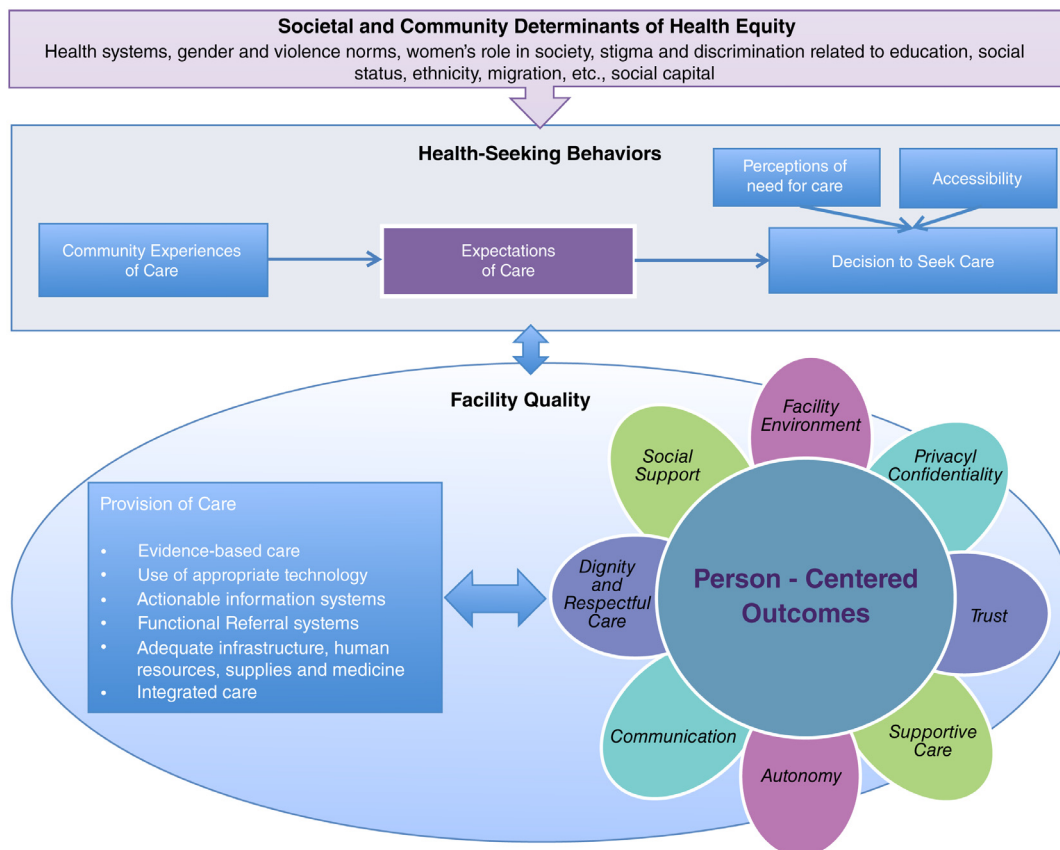 Societal and Community Determinants of Health Equity
Health systems, gender and violence norms, women's role in society, stigma and discrimination related to education, social
status, ethnicity, migration, etc., social capital
Health-Seeking Behaviors
Perceptions of
need for care
Accessibility
Community Experiences
of Care
Expectations
of Care
Decision to Seek Care
Facility Quality
Facility
Environment
Social
Support
Privacyl
Confidentiality
Provision of Care
• Evidence-based care
• Use of appropriate technology
• Actionable information systems
• Functional Referral systems
• Adequate infrastructure, human
resources, supplies and medicine
• Integrated care
Dignity
and
Respectful
Care
Person - Centered
Outcomes
Trust
Communication
Supportive
Care
Autonomy